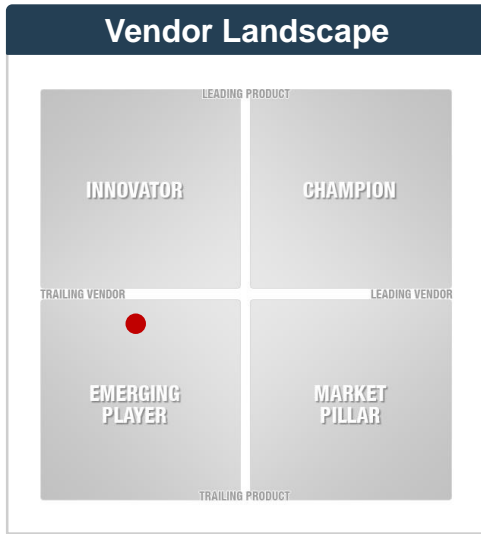 Vendor Landscape
LEADING PRODUCT
INNOVATOR
CHAMPION
TRAILING VENDOR
LEADING VENDOR
EMERGING
PLAYER
MARKET
PILLAR
TRAILING PRODUCT